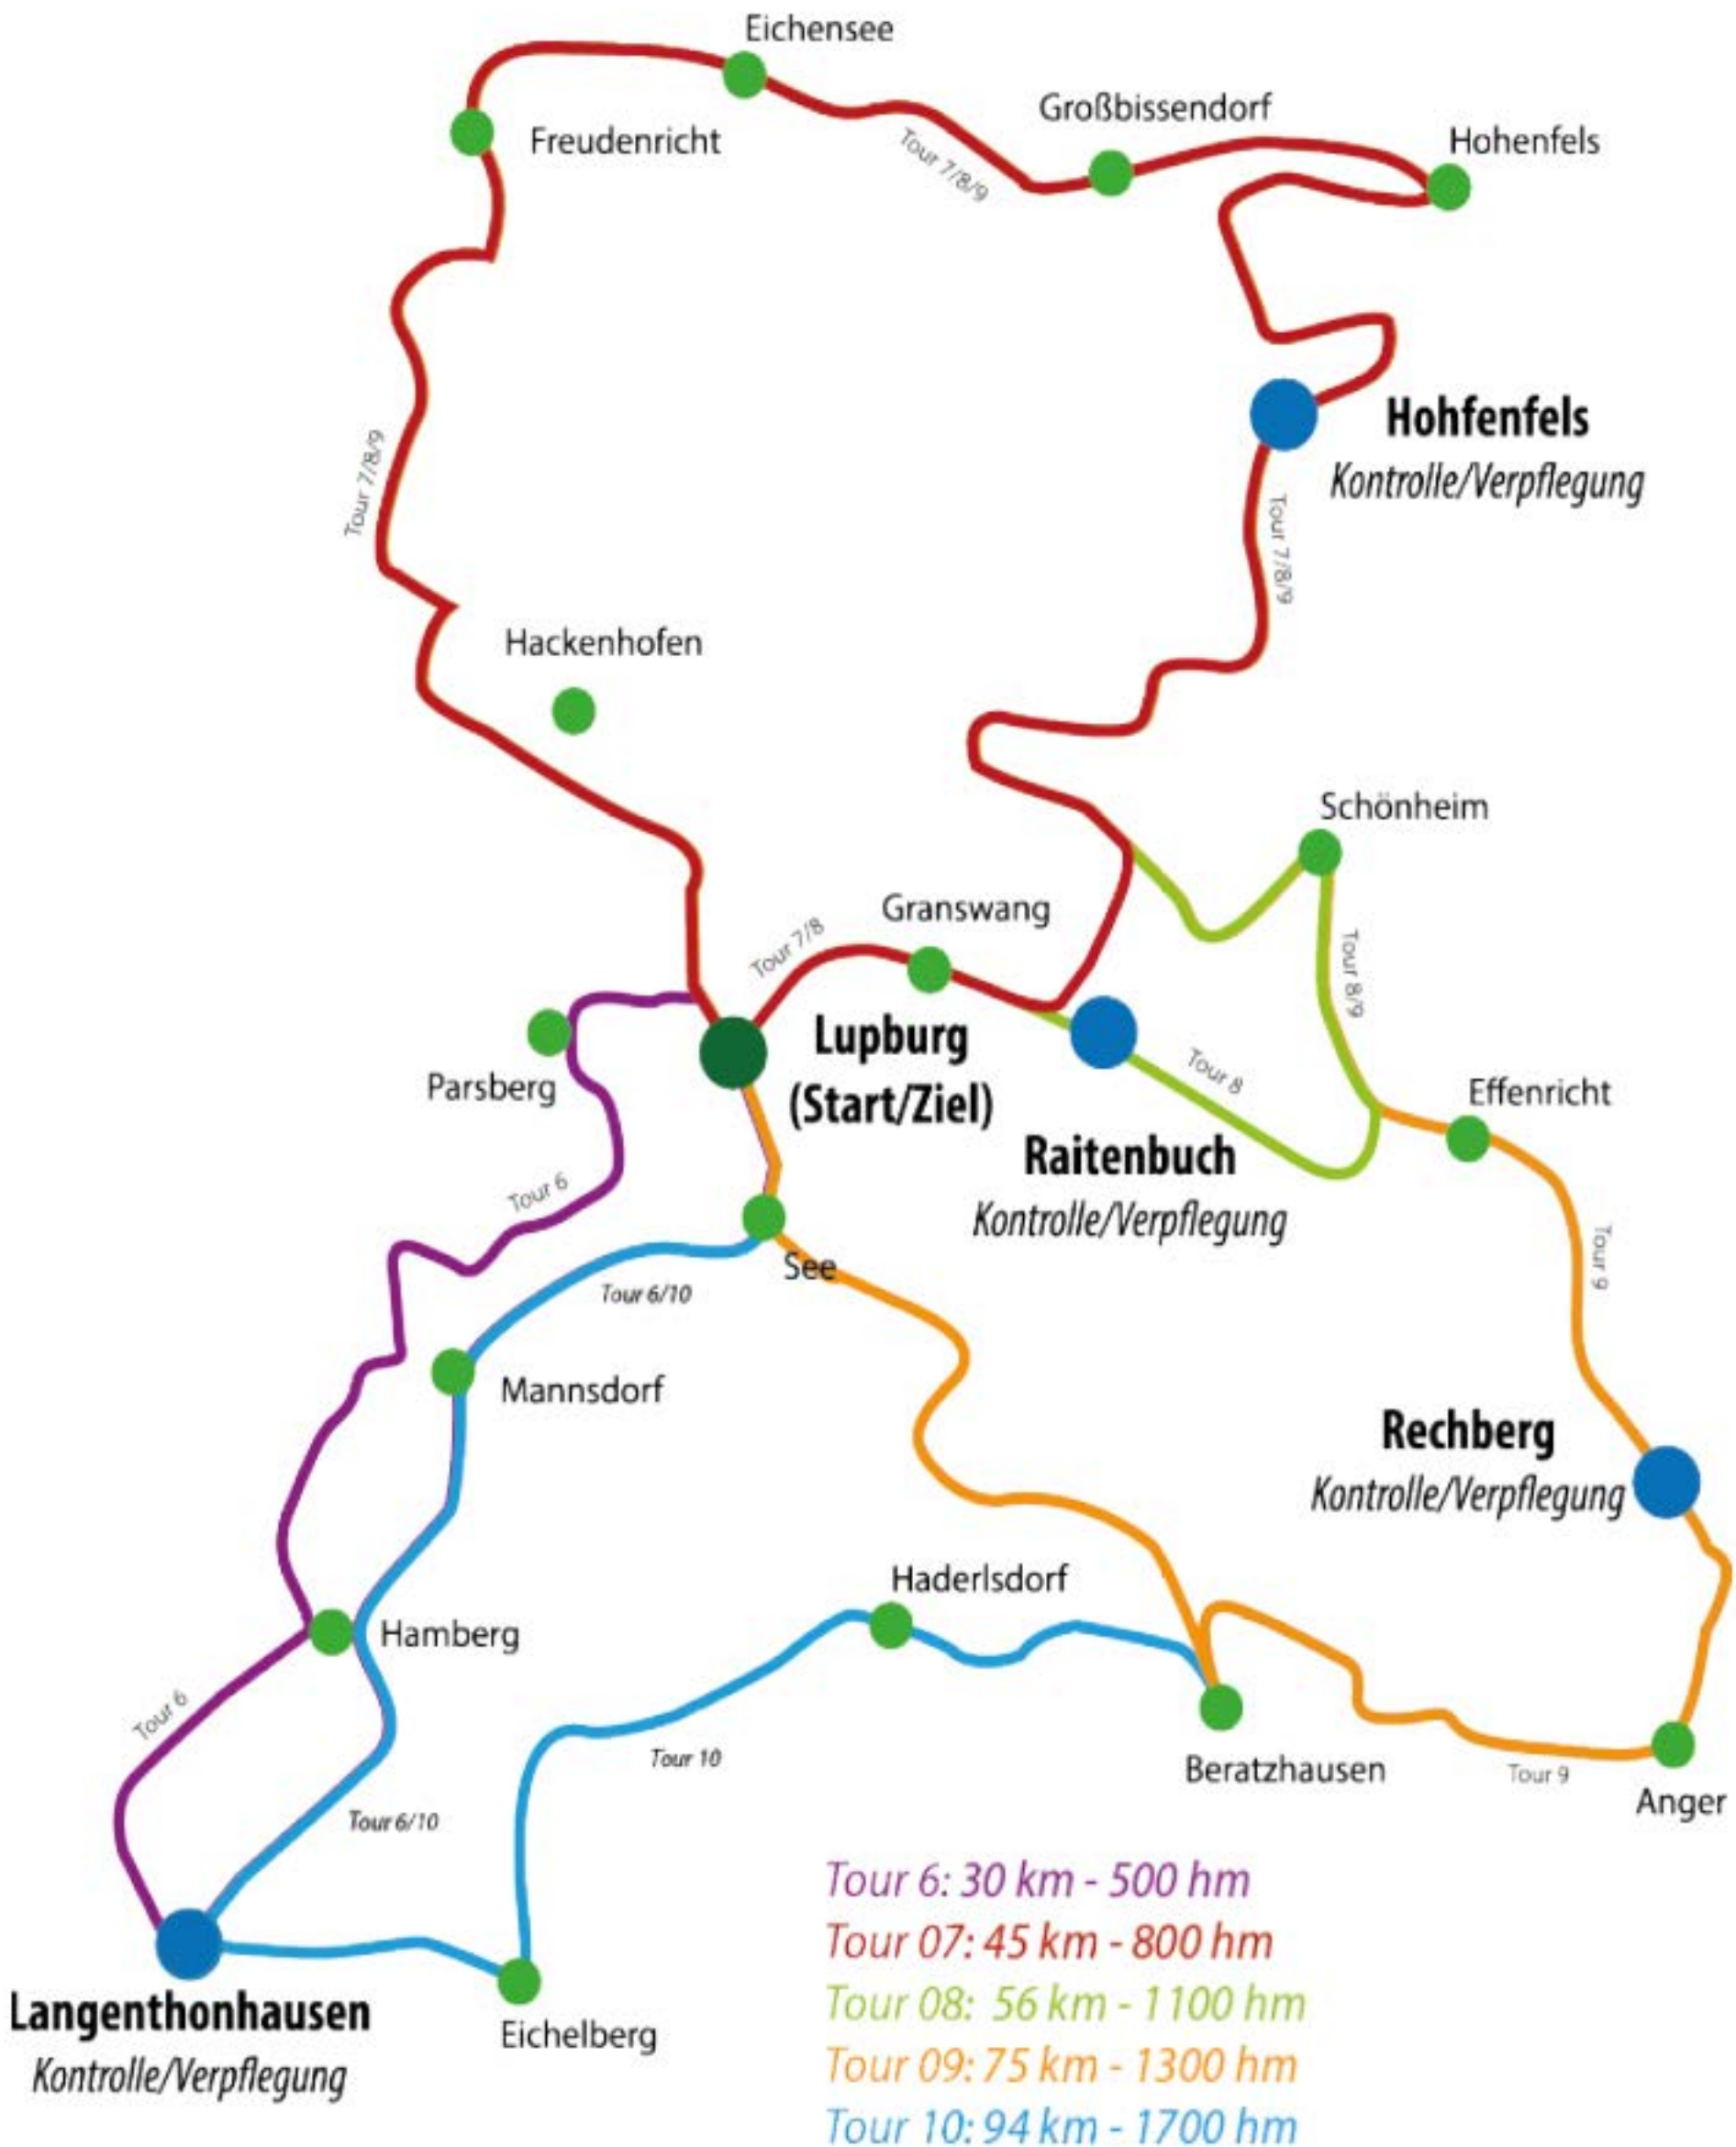 Eichensee
Großbissendorf
Freudenricht
Hohenfels
Tour 7/8/9
Hohfenfels
Kontrolle/Verpflegung
Tour 7/8/9
Tour 7/8/9
Hackenhofen
Schönheim
Granswang
Tour 7/8
Tour 8/9
Lupburg
(Start/Ziel)
Parsberg
Tour 8
Effenricht
Raitenbuch
Kontrolle/Verpflegung
Tour 6
Tour 9
See
Tour 6/10
Mannsdorf
Rechberg
Kontrolle/Verpflegung
Haderlsdorf
Hamberg
Tour 6
Tour 10
Beratzhausen
Tour 9
Anger
Tour 6/10
Langenthonhausen
Kontrolle/Verpflegung
Eichelberg
Tour 6: 30 km - 500 hm
Tour 07: 45 km - 800 hm
Tour 08: 56 km - 1100 hm
Tour 09: 75 km - 1300 hm
Tour 10: 94 km - 1700 hm